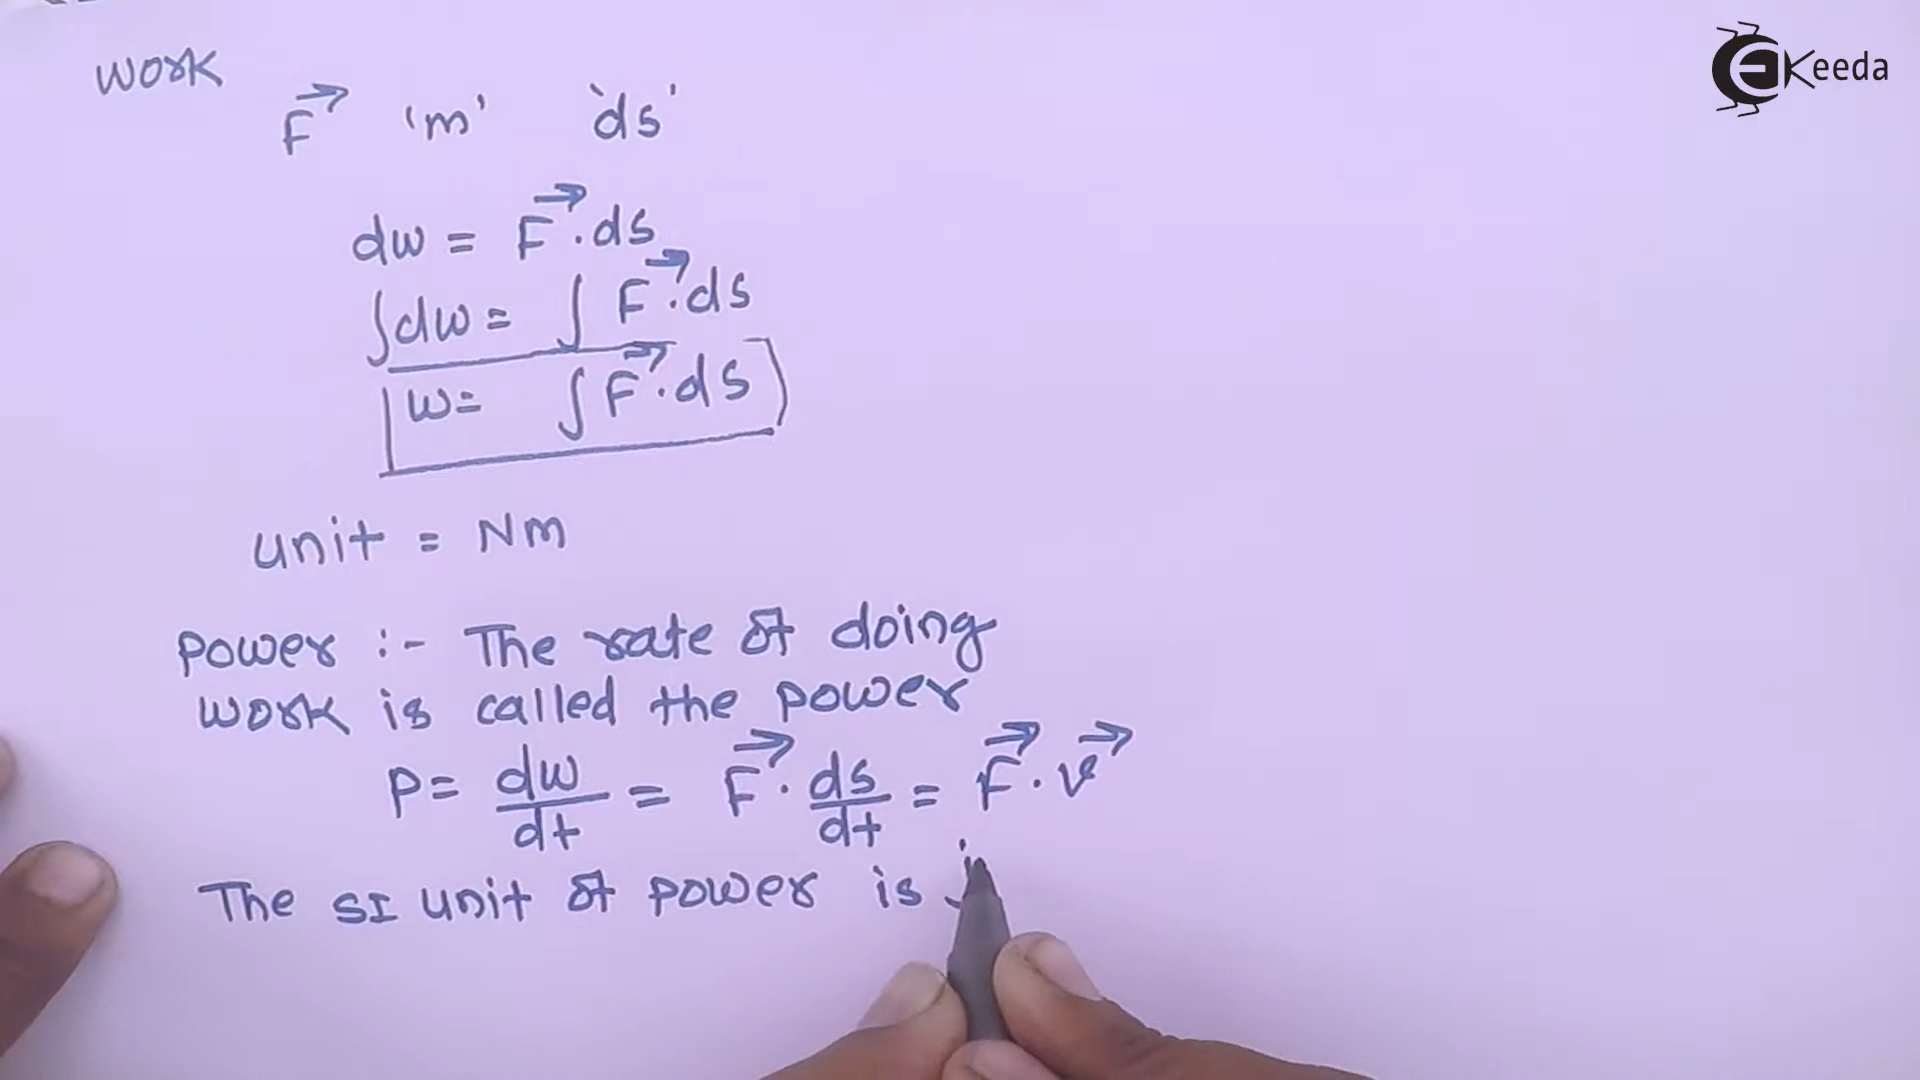 work
EKeeda
F⃗ 'm' 'ds'
dw = F⃗ . ds
∫dw = ∫ F⃗ . ds
w = ∫ F⃗ . ds
unit = Nm
Power :- The rate of doing
work is called the power
P = dw/dt = F⃗ . ds/dt = F⃗ . v⃗
The SI unit of power is